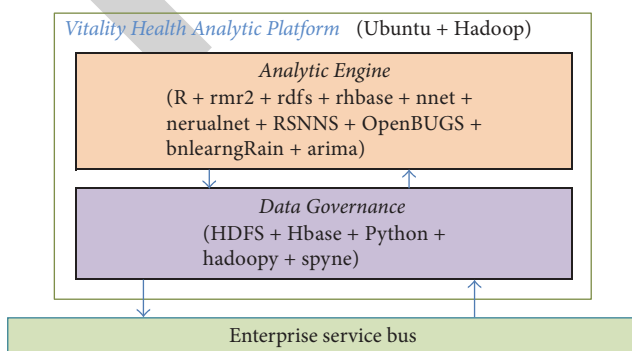 Vitality Health Analytic Platform (Ubuntu + Hadoop)
Analytic Engine
(R + rmr2 + rdfs + rhbase + nnet +
nerualnet + RSNNS + OpenBUGS +
bnlearngRain + arima)
Data Governance
(HDFS + Hbase + Python +
hadoopy + spyne)
Enterprise service bus